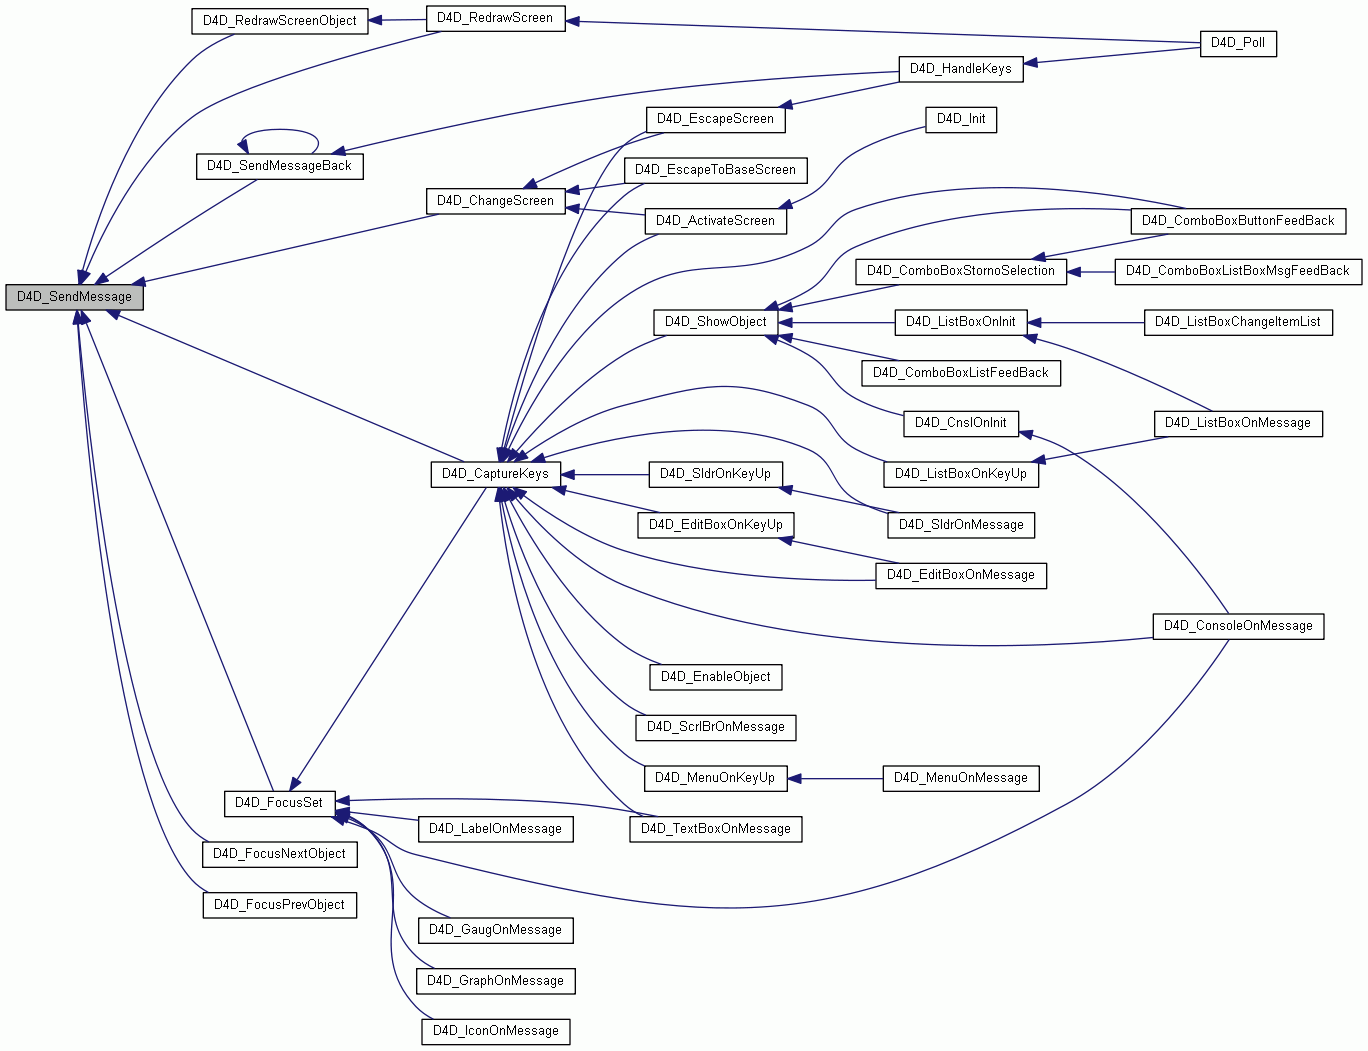 D4D_RedrawScreenObject
D4D_RedrawScreen
D4D_Poll
D4D_HandleKeys
D4D_EscapeScreen
D4D_Init
D4D_SendMessageBack
D4D_EscapeToBaseScreen
D4D_ChangeScreen
D4D_ActivateScreen
D4D_ComboBoxButtonFeedBack
D4D_ComboBoxStornoSelection
D4D_ComboBoxListBoxMsgFeedBack
D4D_SendMessage
D4D_ShowObject
D4D_ListBoxOnInit
D4D_ListBoxChangeItemList
D4D_ComboBoxListFeedBack
D4D_CnslOnInit
D4D_ListBoxOnMessage
D4D_CaptureKeys
D4D_SldrOnKeyUp
D4D_ListBoxOnKeyUp
D4D_EditBoxOnKeyUp
D4D_SldrOnMessage
D4D_EditBoxOnMessage
D4D_ConsoleOnMessage
D4D_EnableObject
D4D_ScrlBrOnMessage
D4D_MenuOnKeyUp
D4D_MenuOnMessage
D4D_FocusSet
D4D_LabelOnMessage
D4D_TextBoxOnMessage
D4D_FocusNextObject
D4D_FocusPrevObject
D4D_GaugOnMessage
D4D_GraphOnMessage
D4D_IconOnMessage